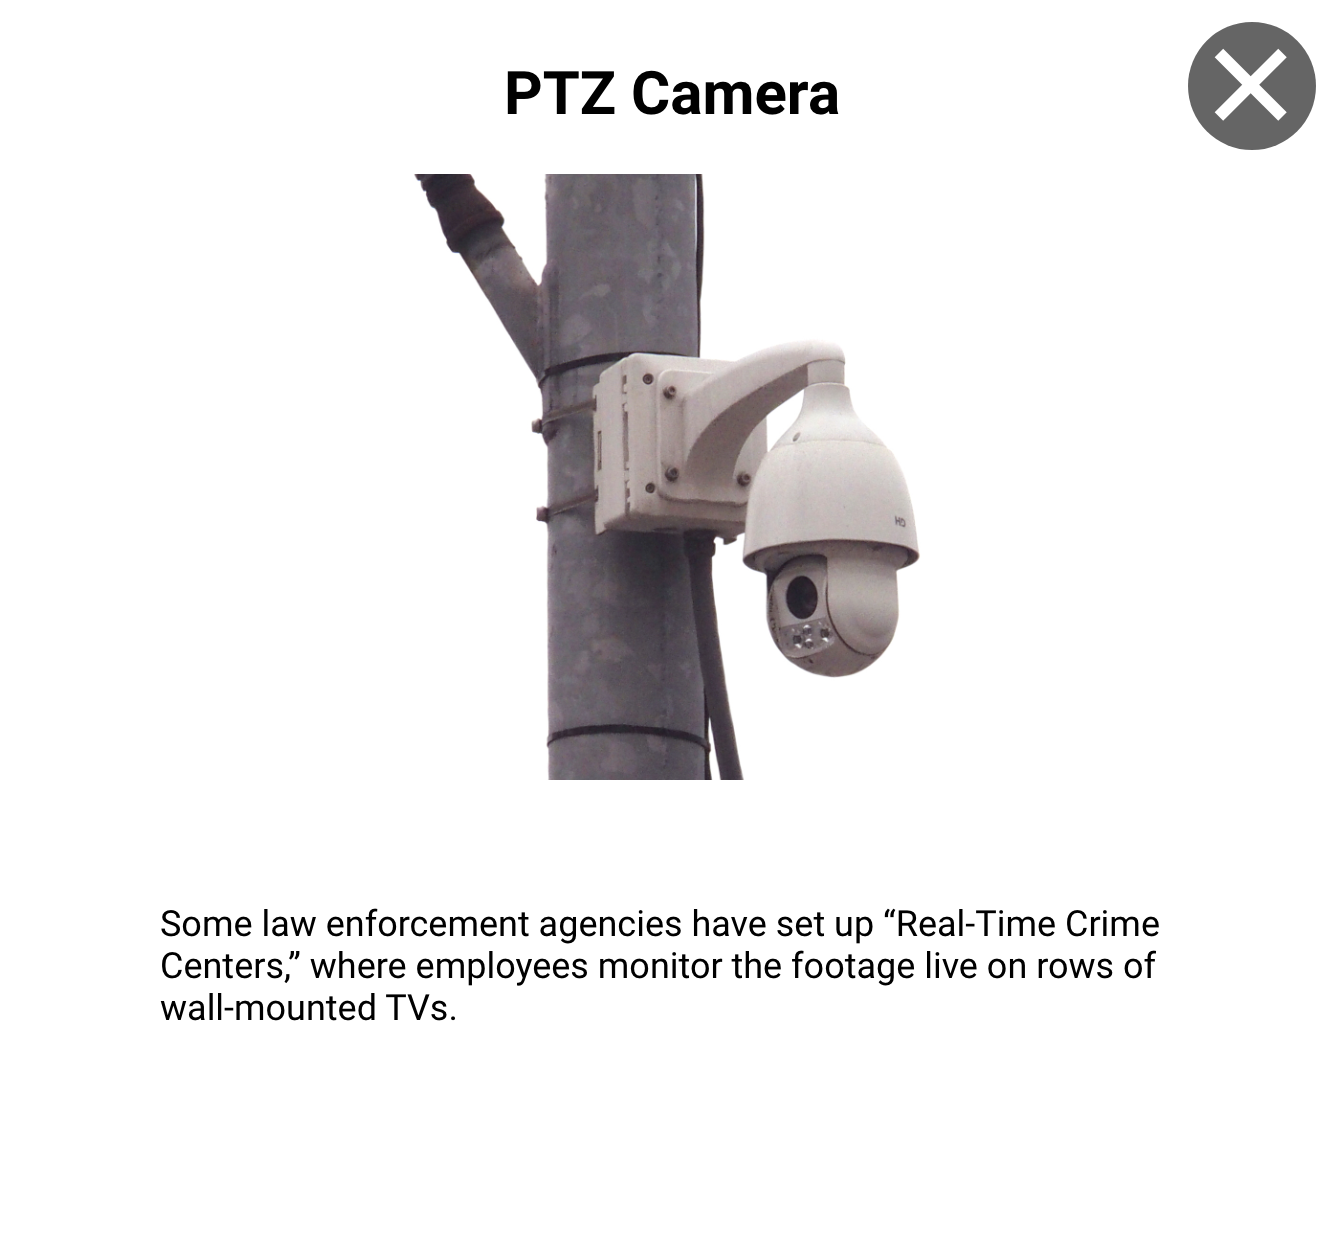 PTZ Camera
HD
Some law enforcement agencies have set up “Real-Time Crime
Centers,” where employees monitor the footage live on rows of
wall-mounted TVs.